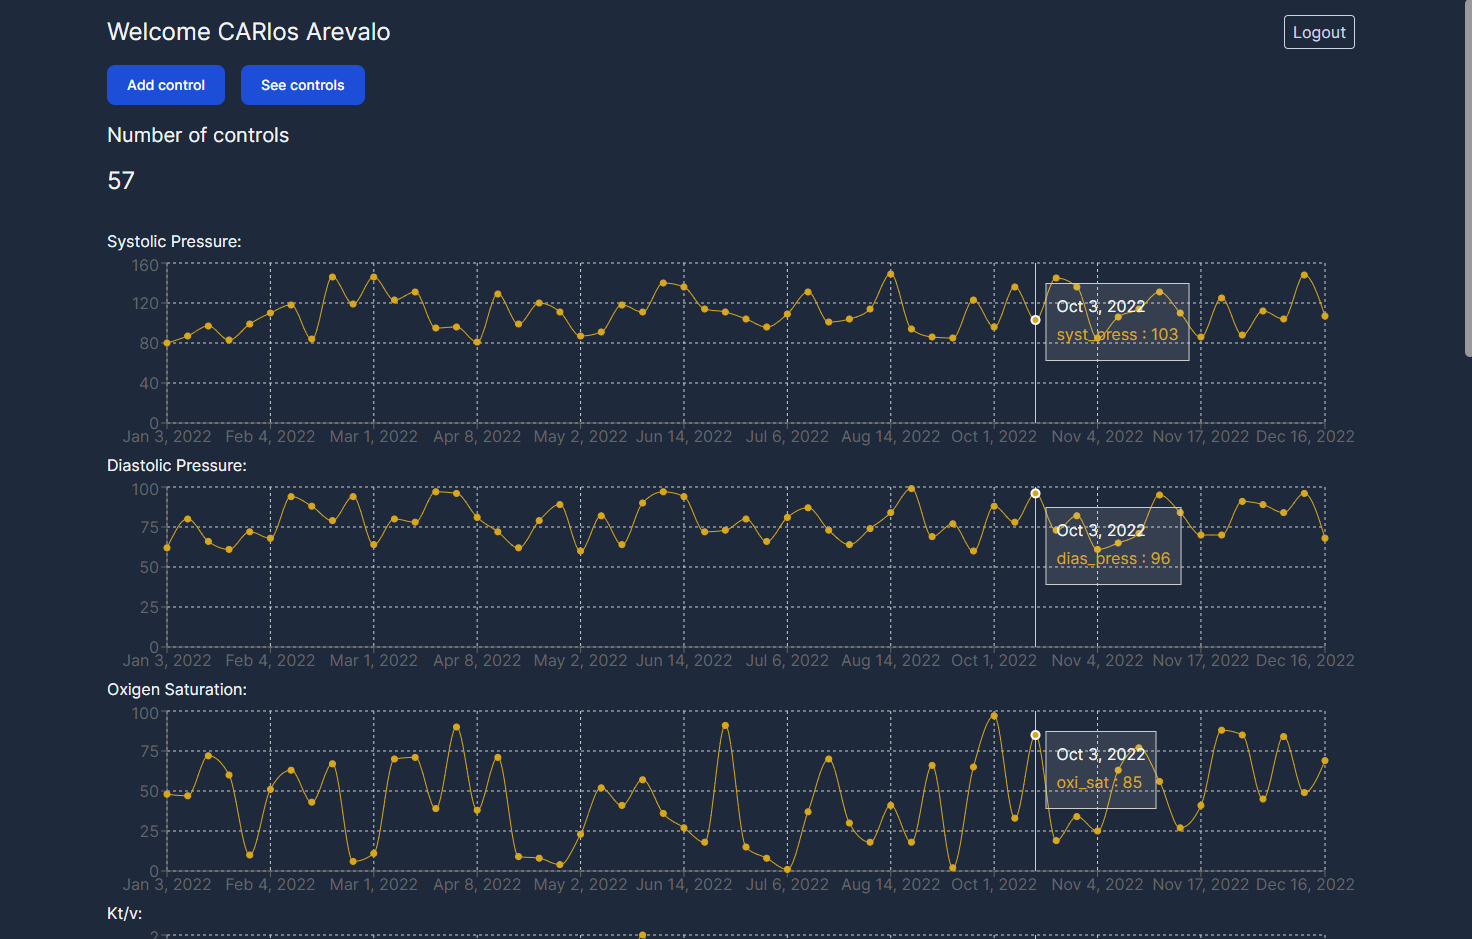 Welcome CARlos Arevalo
Logout
Add control
See controls
Number of controls
57
Systolic Pressure:
160
120
80
40
0
Oct 3, 2022
syst_press : 103
Jan 3, 2022 Feb 4, 2022 Mar 1, 2022 Apr 8, 2022 May 2, 2022 Jun 14, 2022 Jul 6, 2022 Aug 14, 2022 Oct 1, 2022 Nov 4, 2022 Nov 17, 2022 Dec 16, 2022
Diastolic Pressure:
100
75
50
25
0
Oct 3, 2022
dias_press : 96
Jan 3, 2022 Feb 4, 2022 Mar 1, 2022 Apr 8, 2022 May 2, 2022 Jun 14, 2022 Jul 6, 2022 Aug 14, 2022 Oct 1, 2022 Nov 4, 2022 Nov 17, 2022 Dec 16, 2022
Oxigen Saturation:
100
75
50
25
0
Oct 3, 2022
oxi_sat : 85
Jan 3, 2022 Feb 4, 2022 Mar 1, 2022 Apr 8, 2022 May 2, 2022 Jun 14, 2022 Jul 6, 2022 Aug 14, 2022 Oct 1, 2022 Nov 4, 2022 Nov 17, 2022 Dec 16, 2022
Kt/v:
2